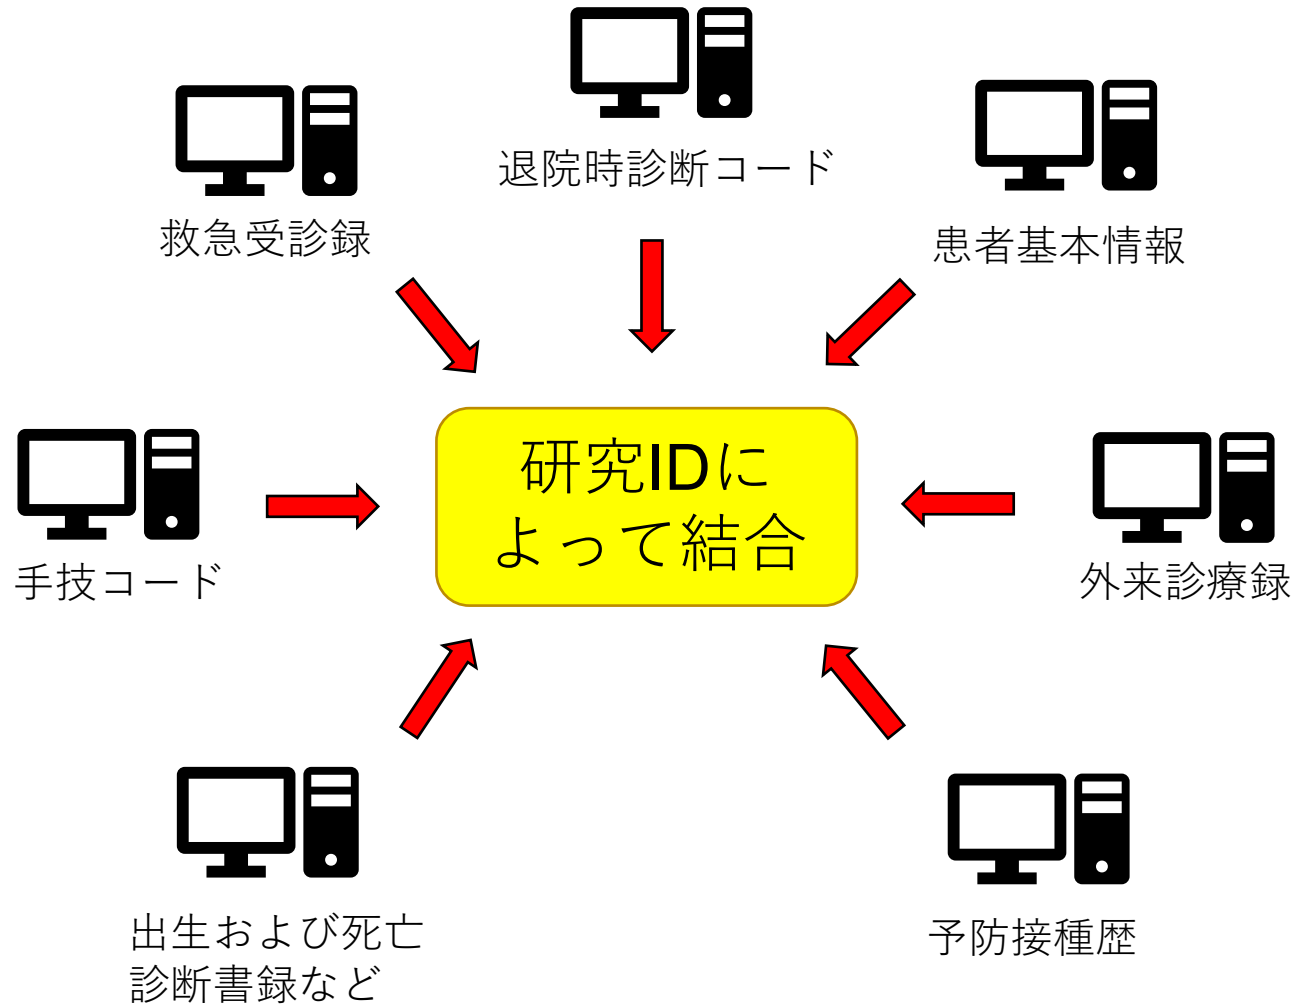 退院時診断コード
救急受診録
患者基本情報
研究IDに
よって結合
手技コード
外来診療録
出生および死亡
診断書録など
予防接種歴